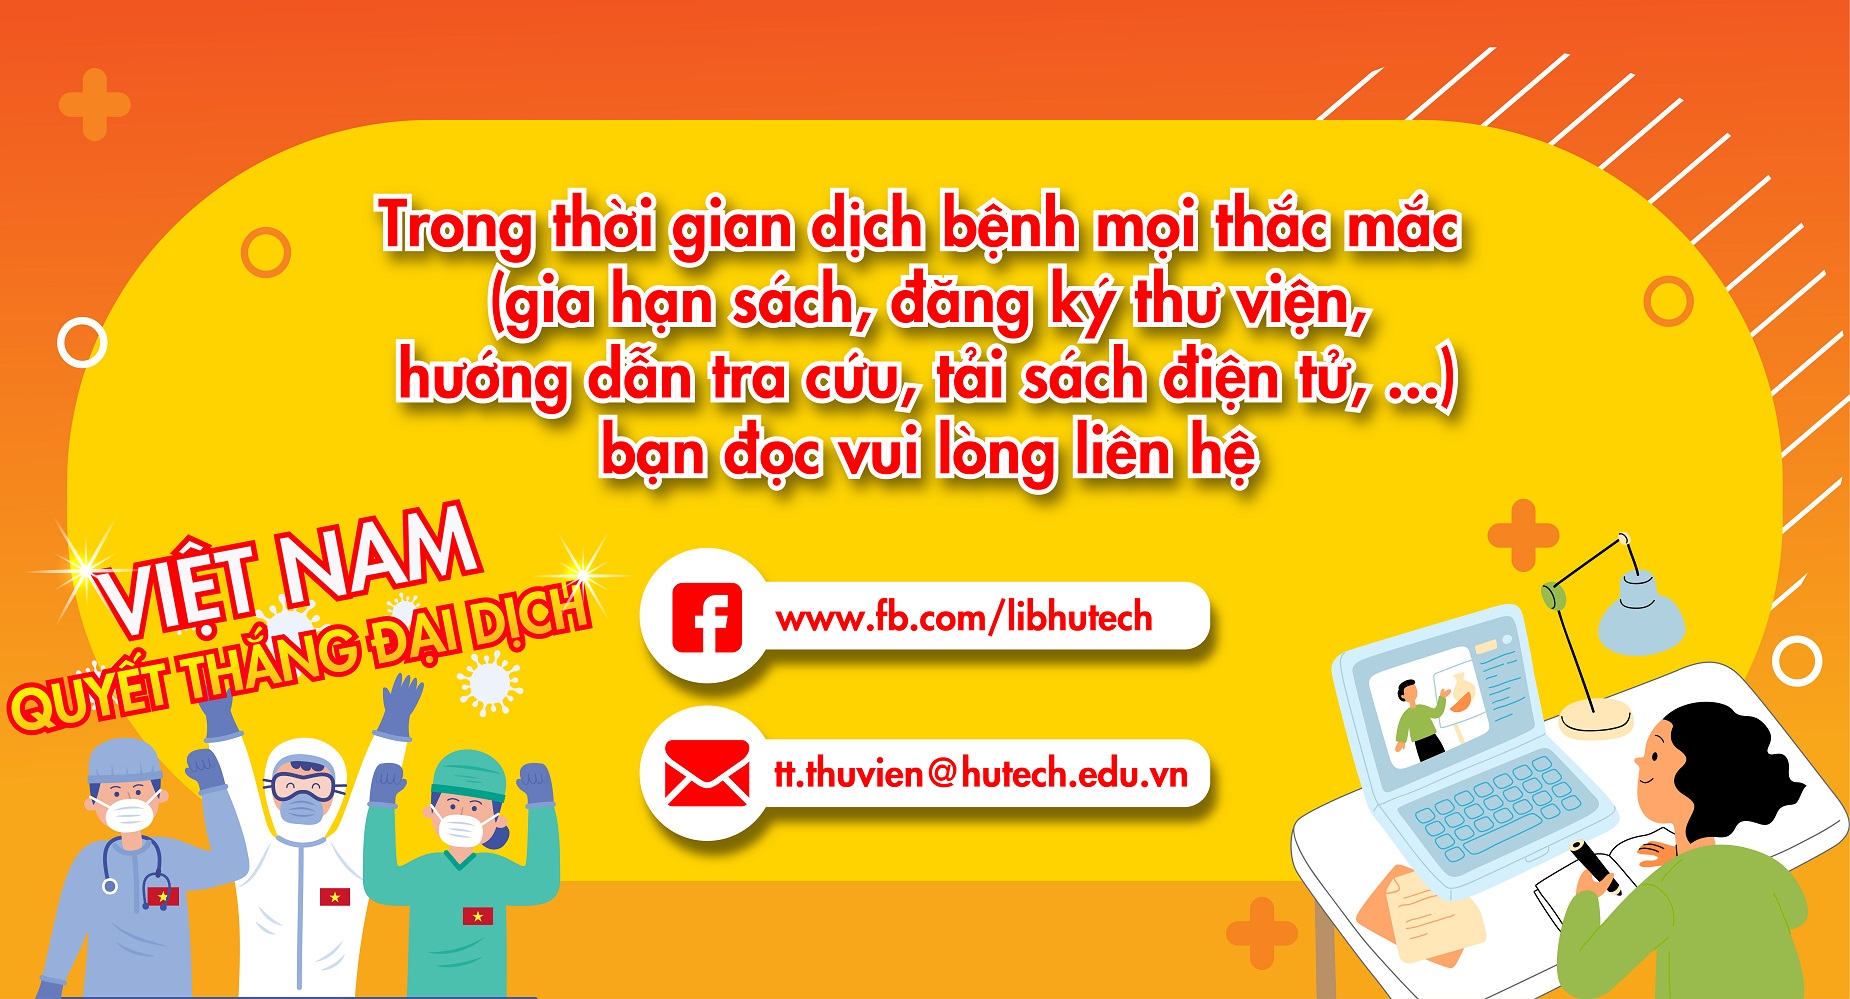 Trong thời gian dịch bệnh mọi thắc mắc
(gia hạn sách, đăng ký thư viện,
hướng dẫn tra cứu, tải sách điện tử, ...)
bạn đọc vui lòng liên hệ
VIỆT NAM
QUYẾT THẮNG ĐẠI DỊCH
www.fb.com/libhutech
tt.thuvien@hutech.edu.vn